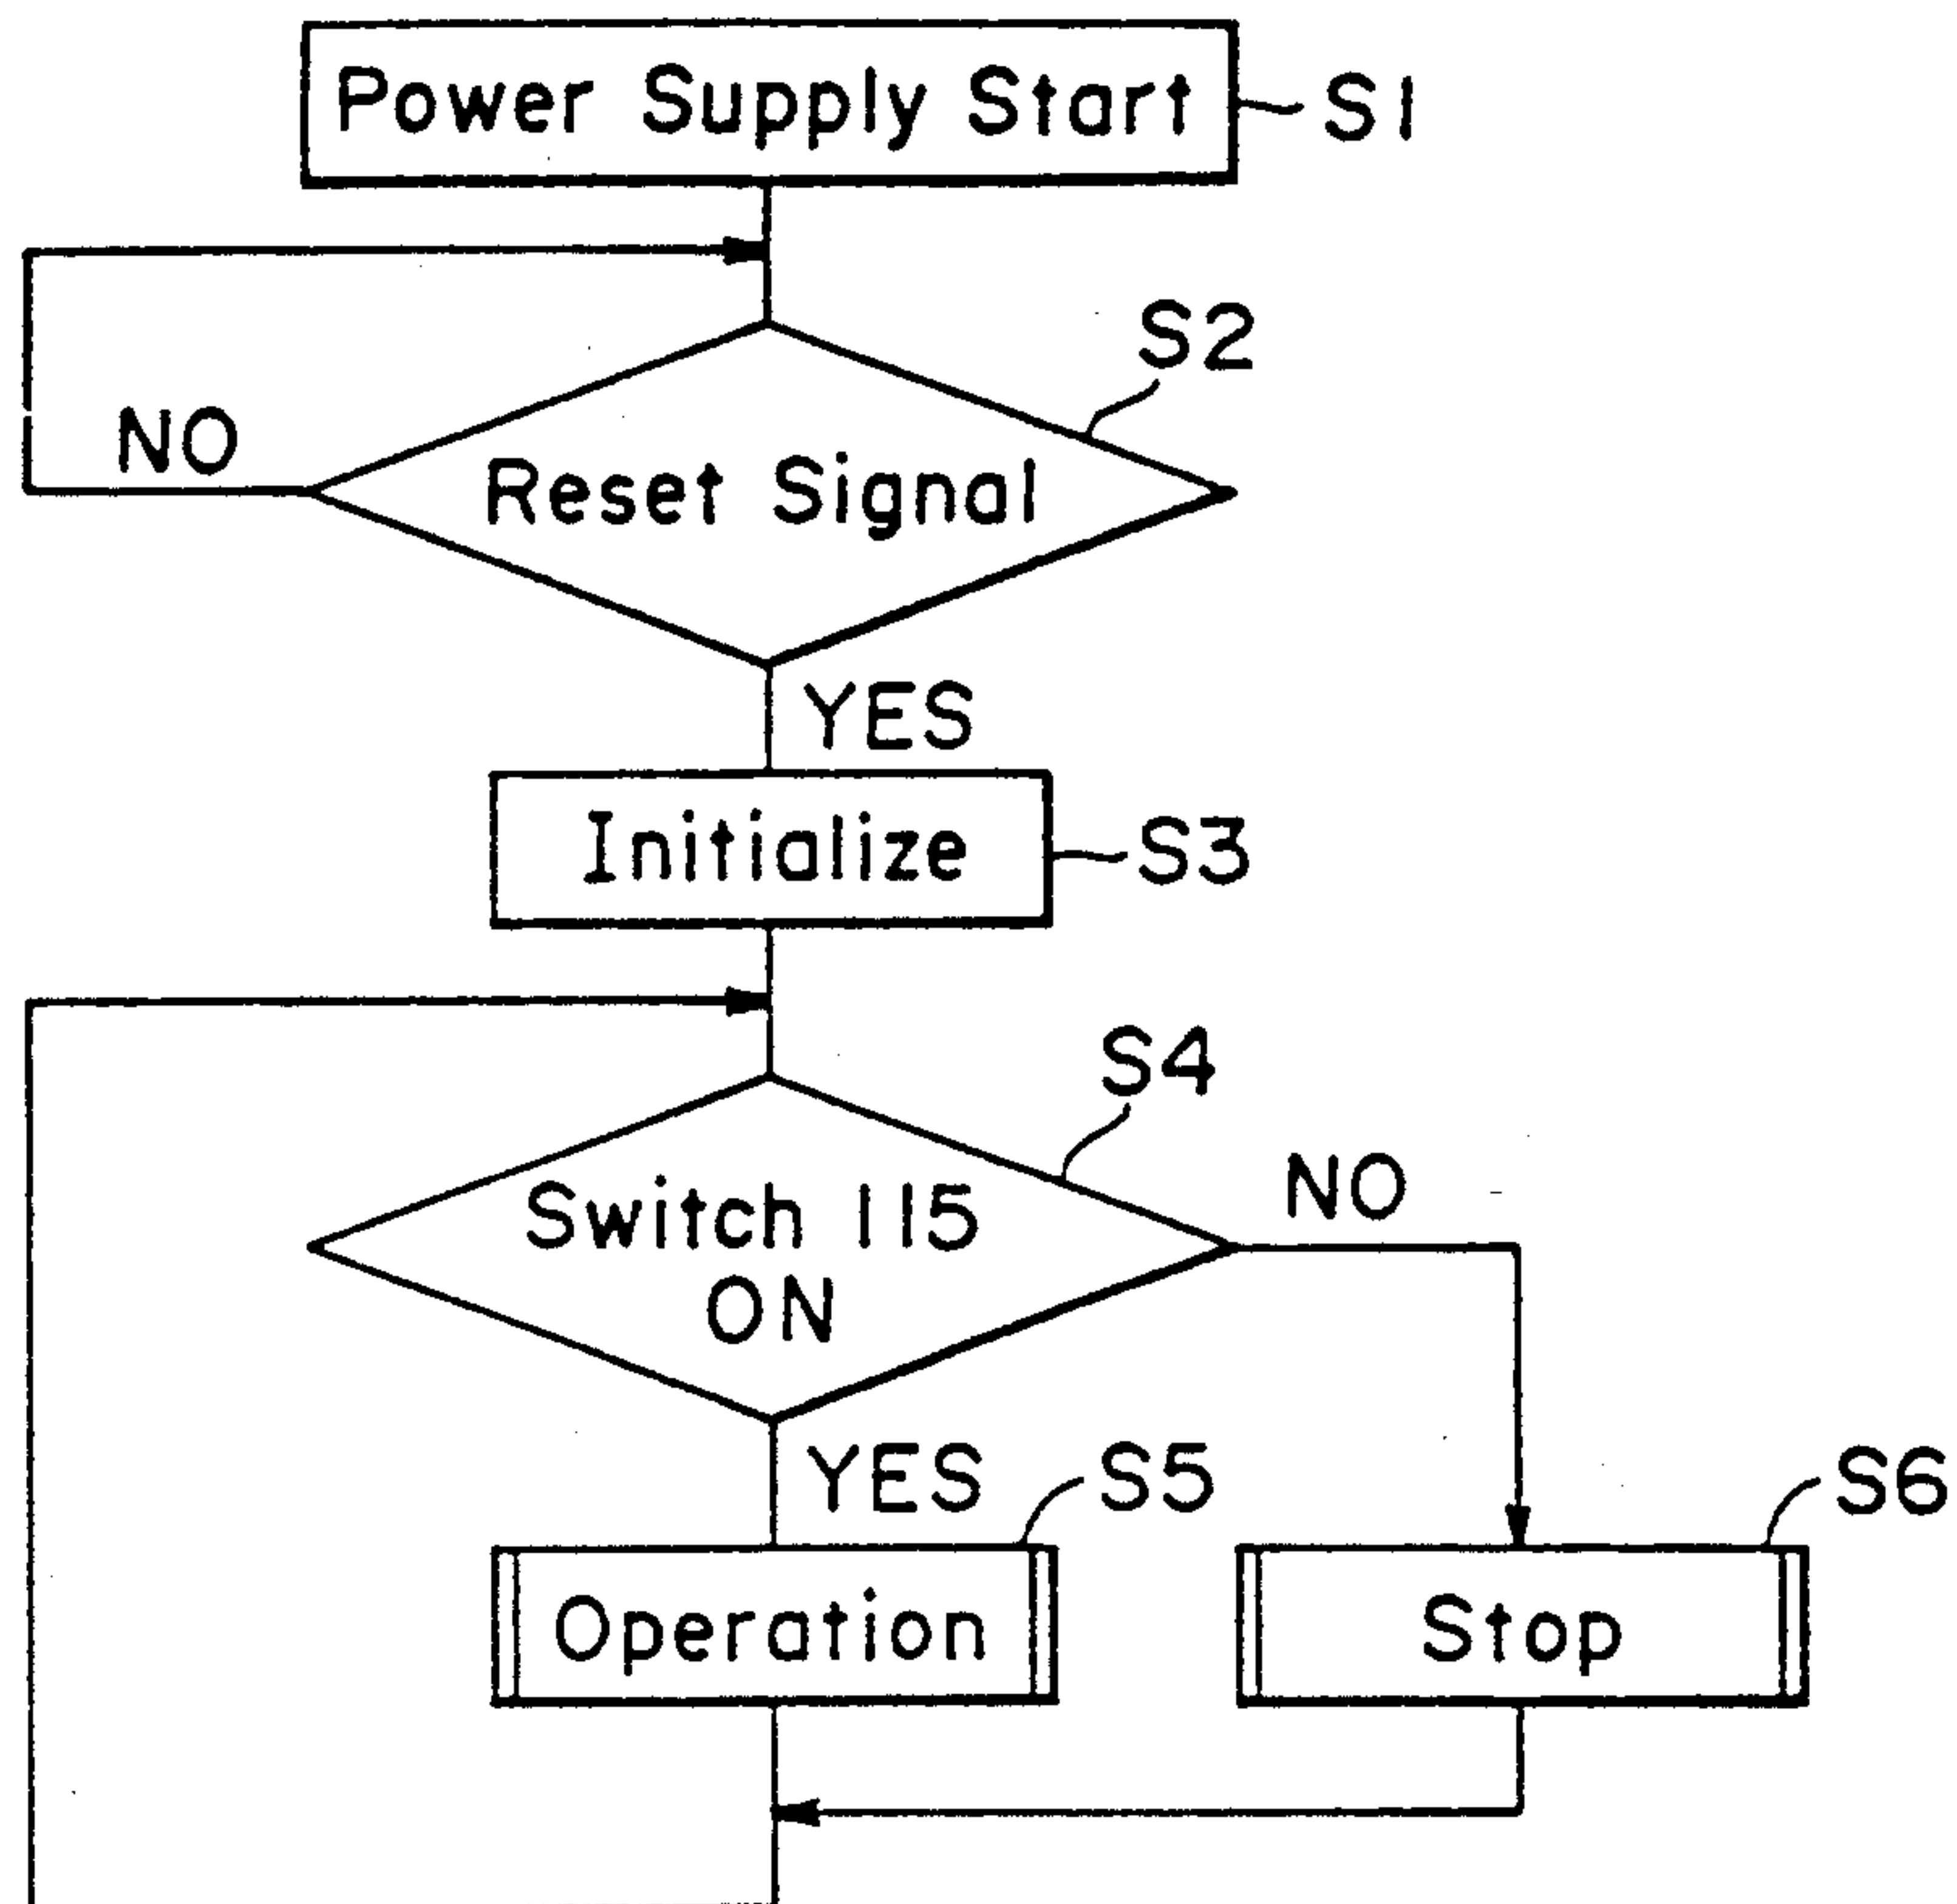 Power Supply Start
S1
S2
NO
Reset Signal
YES
Initialize
S3
S4
NO
Switch 115
ON
YES
S5
S6
Operation
Stop